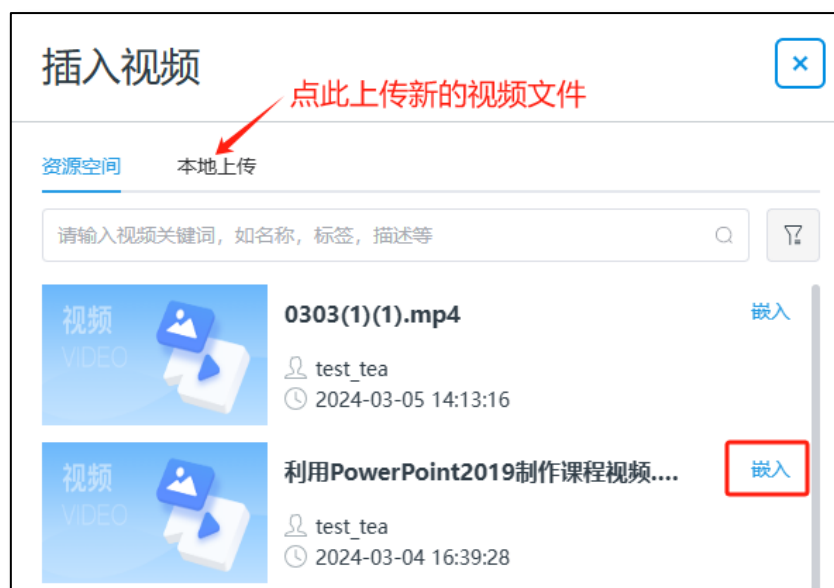 插入视频
点此上传新的视频文件
资源空间 本地上传
请输入视频关键词，如名称，标签，描述等
视频
VIDEO
0303(1)(1).mp4 嵌入
test_tea
2024-03-05 14:13:16
视频
VIDEO
利用PowerPoint2019制作课程视频.... 嵌入
test_tea
2024-03-04 16:39:28